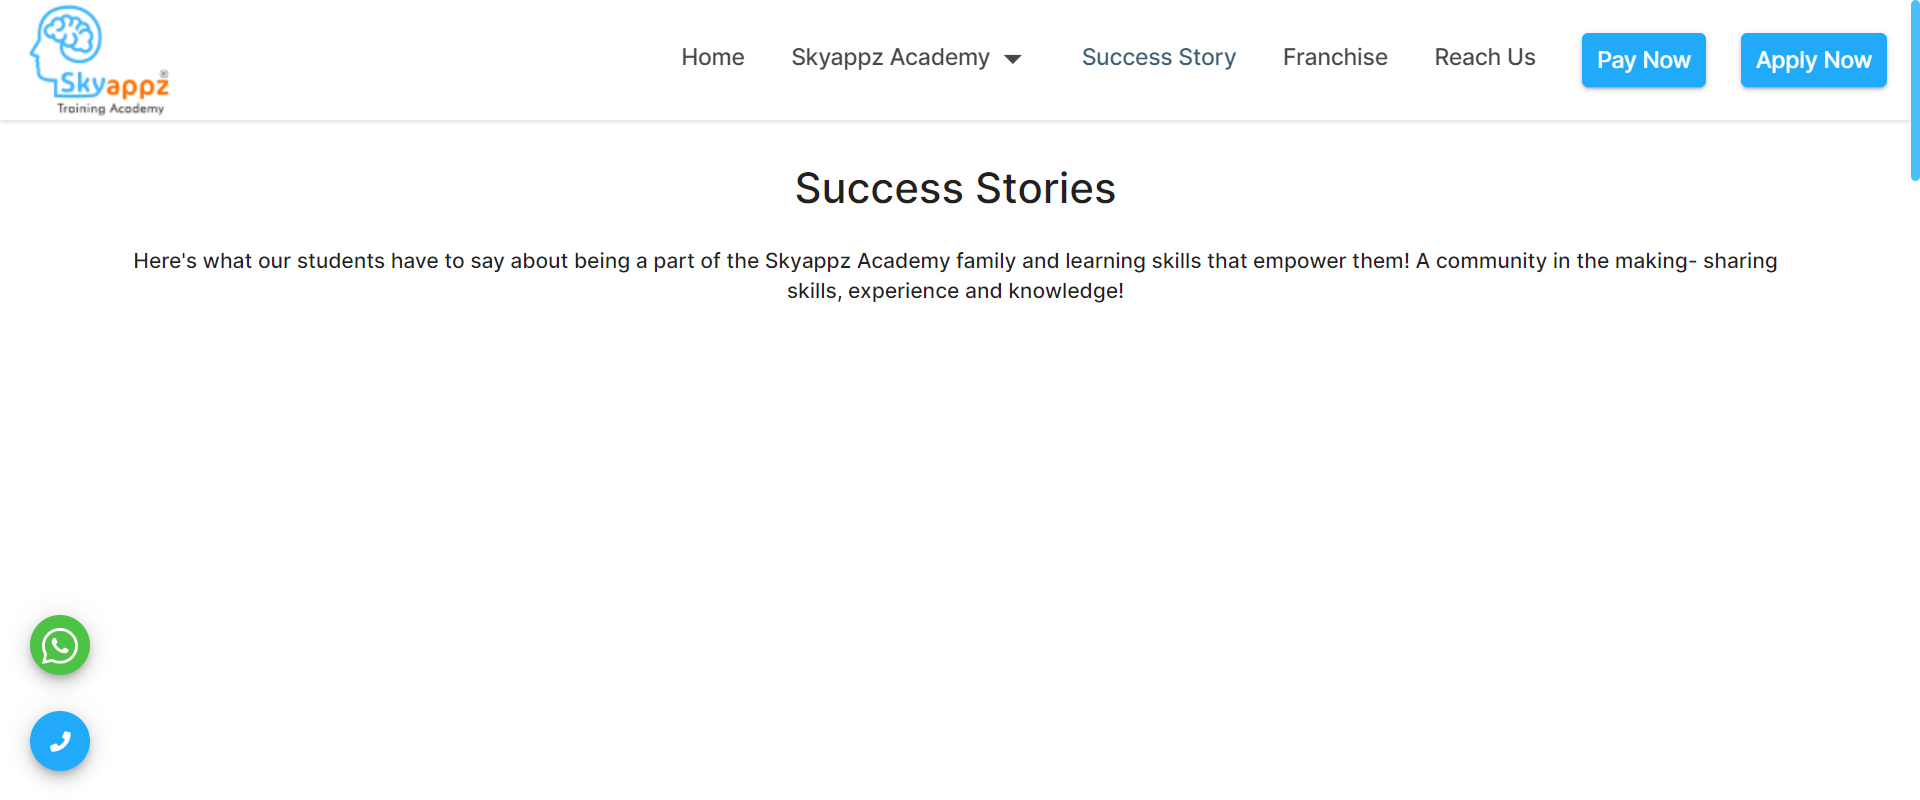 Skyappz®
Training Academy
Home
Skyappz Academy
Success Story
Franchise
Reach Us
Pay Now
Apply Now
Success Stories
Here's what our students have to say about being a part of the Skyappz Academy family and learning skills that empower them! A community in the making- sharing
skills, experience and knowledge!